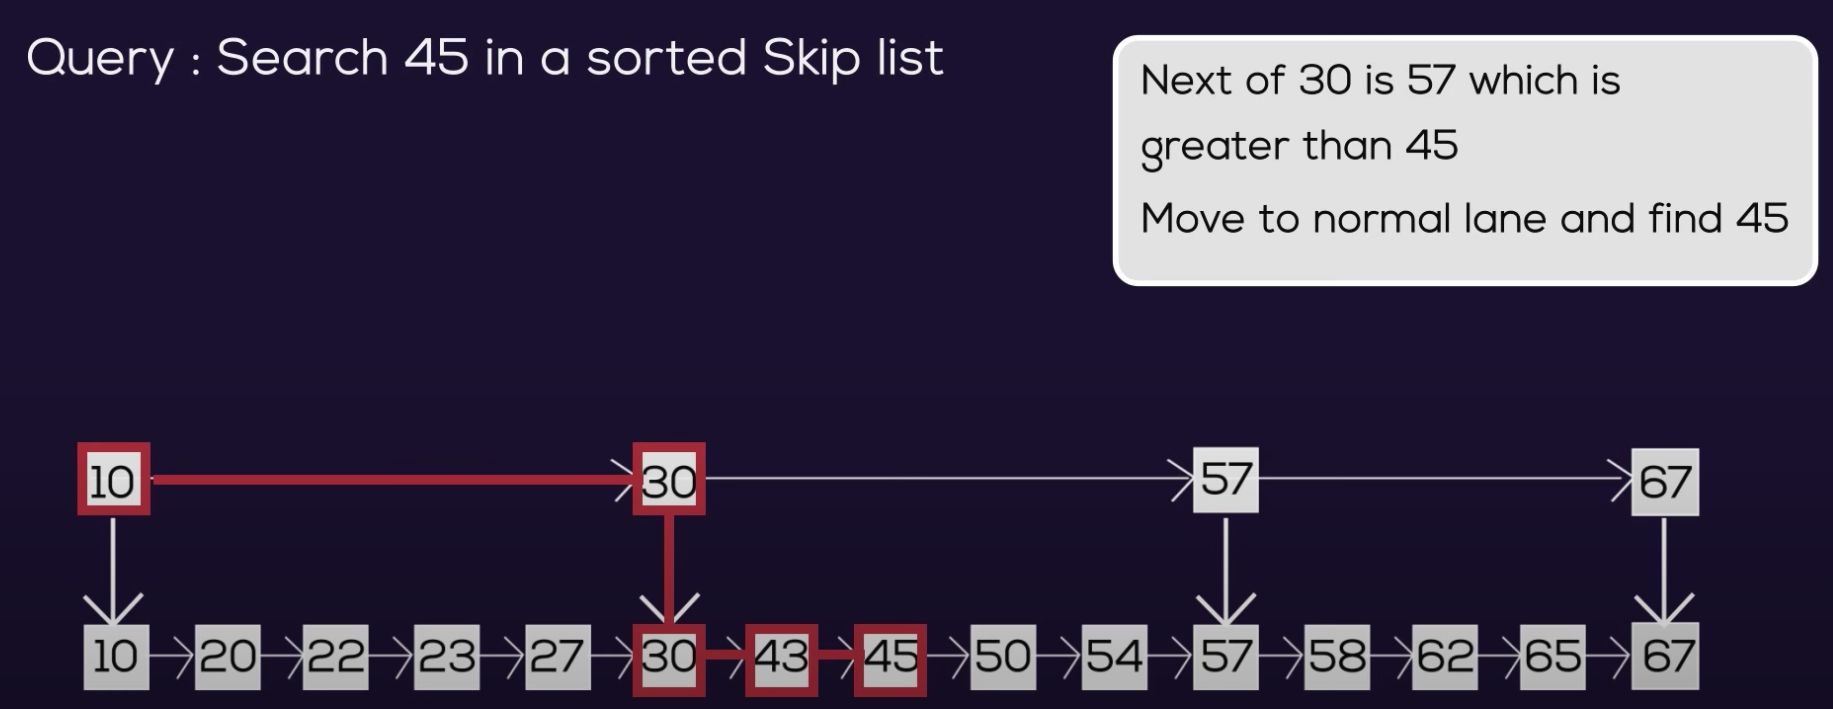 Query : Search 45 in a sorted Skip list
Next of 30 is 57 which is
greater than 45
Move to normal lane and find 45
10 30 57 67
10 20 22 23 27 30 43 45 50 54 57 58 62 65 67